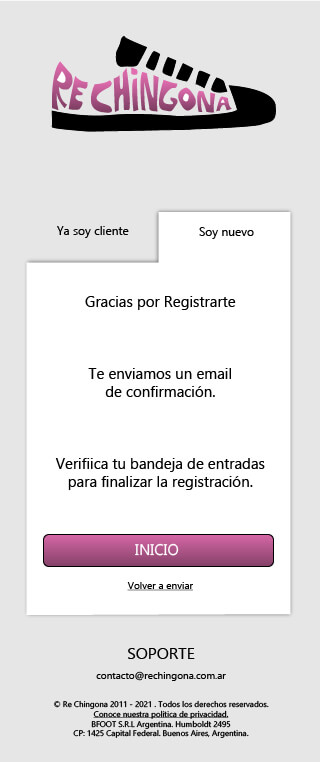 RE CHINGONA
Ya soy cliente
Soy nuevo
Gracias por Registrarte
Te enviamos un email
de confirmación.
Verifiica tu bandeja de entradas
para finalizar la registración.
INICIO
Volver a enviar
SOPORTE
contacto@rechingona.com.ar
© Re Chingona 2011 - 2021 . Todos los derechos reservados.
Conoce nuestra política de privacidad.
BFOOT S.R.L Argentina. Humboldt 2495
CP: 1425 Capital Federal. Buenos Aires, Argentina.